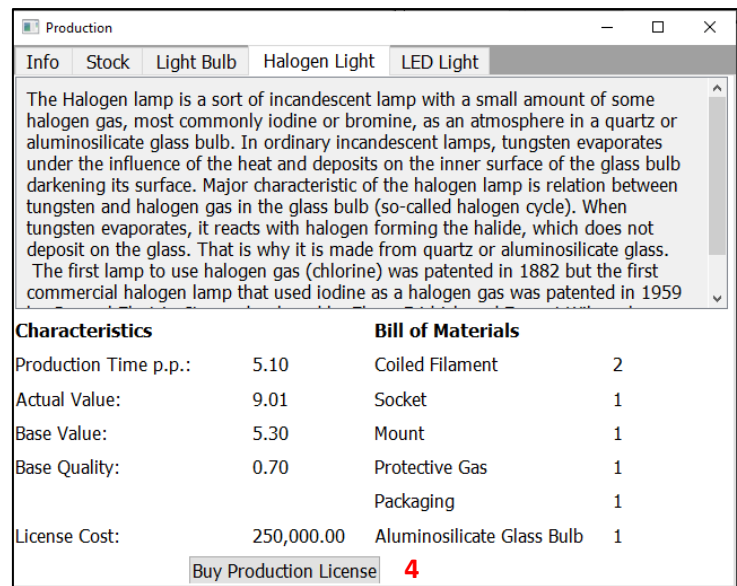 Production
Info Stock Light Bulb Halogen Light LED Light
The Halogen lamp is a sort of incandescent lamp with a small amount of some
halogen gas, most commonly iodine or bromine, as an atmosphere in a quartz or
aluminosilicate glass bulb. In ordinary incandescent lamps, tungsten evaporates
under the influence of the heat and deposits on the inner surface of the glass bulb
darkening its surface. Major characteristic of the halogen lamp is relation between
tungsten and halogen gas in the glass bulb (so-called halogen cycle). When
tungsten evaporates, it reacts with halogen forming the halide, which does not
deposit on the glass. That is why it is made from quartz or aluminosilicate glass.
The first lamp to use halogen gas (chlorine) was patented in 1882 but the first
commercial halogen lamp that used iodine as a halogen gas was patented in 1959
Characteristics Bill of Materials
Production Time p.p.: 5.10 Coiled Filament 2
Actual Value: 9.01 Socket 1
Base Value: 5.30 Mount 1
Base Quality: 0.70 Protective Gas 1
Packaging 1
License Cost: 250,000.00 Aluminosilicate Glass Bulb 1
Buy Production License 4